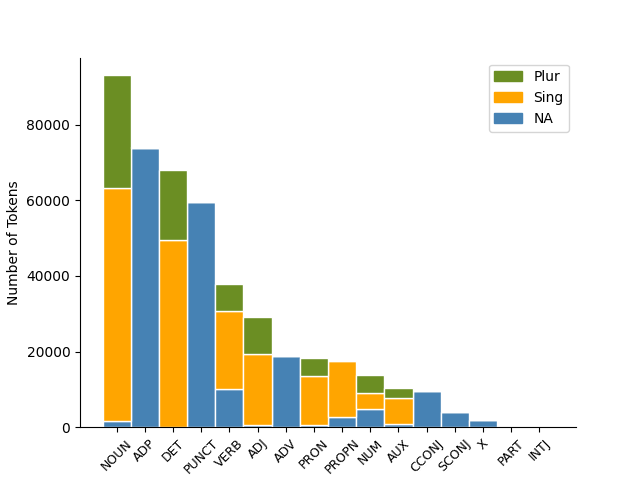 Plur
Sing
NA
Number of Tokens
80000
60000
40000
20000
0
NOUN
ADP
DET
PUNCT
VERB
ADJ
ADV
PRON
PROPN
NUM
AUX
CCONJ
SCONJ
X
PART
INTJ